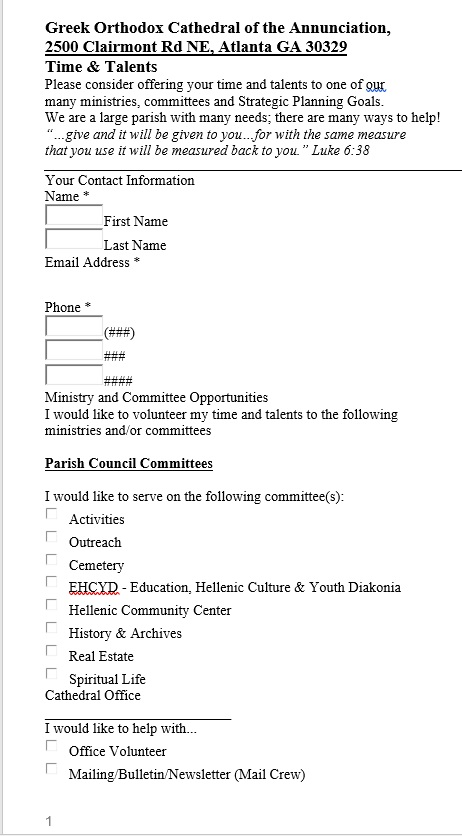 Greek Orthodox Cathedral of the Annunciation,
2500 Clairmont Rd NE, Atlanta GA 30329
Time & Talents
Please consider offering your time and talents to one of our
many ministries, committees and Strategic Planning Goals.
We are a large parish with many needs; there are many ways to help!
“...give and it will be given to you...for with the same measure
that you use it will be measured back to you.” Luke 6:38
Your Contact Information
Name *
First Name
Last Name
Email Address *
Phone *
(###)
###
####
Ministry and Committee Opportunities
I would like to volunteer my time and talents to the following
ministries and/or committees
Parish Council Committees
I would like to serve on the following committee(s):
Activities
Outreach
Cemetery
EHCYD - Education, Hellenic Culture & Youth Diakonia
Hellenic Community Center
History & Archives
Real Estate
Spiritual Life
Cathedral Office
I would like to help with...
Office Volunteer
Mailing/Bulletin/Newsletter (Mail Crew)
1